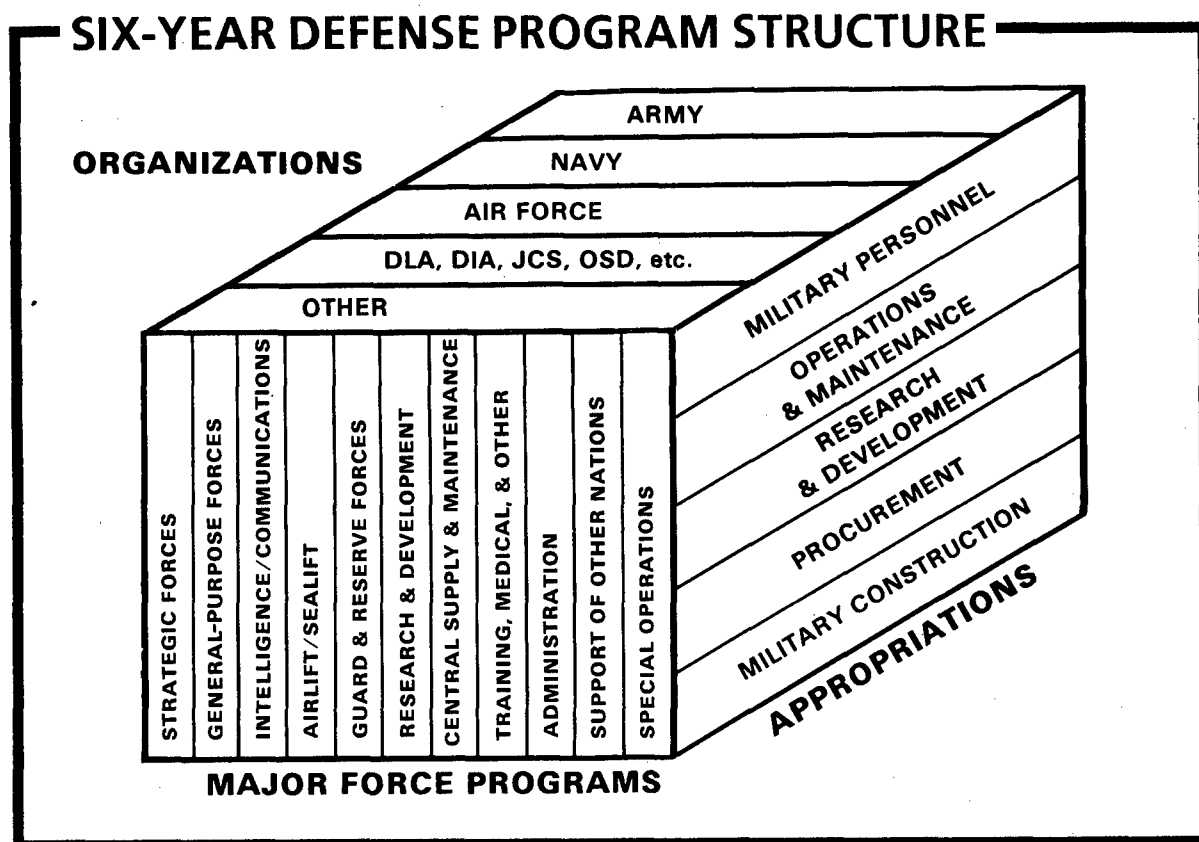 SIX-YEAR DEFENSE PROGRAM STRUCTURE
ORGANIZATIONS
ARMY
NAVY
AIR FORCE
DLA, DIA, JCS, OSD, etc.
OTHER
STRATEGIC FORCES
GENERAL-PURPOSE FORCES
INTELLIGENCE/COMMUNICATIONS
AIRLIFT/SEALIFT
GUARD & RESERVE FORCES
RESEARCH & DEVELOPMENT
CENTRAL SUPPLY & MAINTENANCE
TRAINING, MEDICAL, & OTHER
ADMINISTRATION
SUPPORT OF OTHER NATIONS
SPECIAL OPERATIONS
MAJOR FORCE PROGRAMS
MILITARY PERSONNEL
OPERATIONS
& MAINTENANCE
RESEARCH
& DEVELOPMENT
PROCUREMENT
MILITARY CONSTRUCTION
APPROPRIATIONS